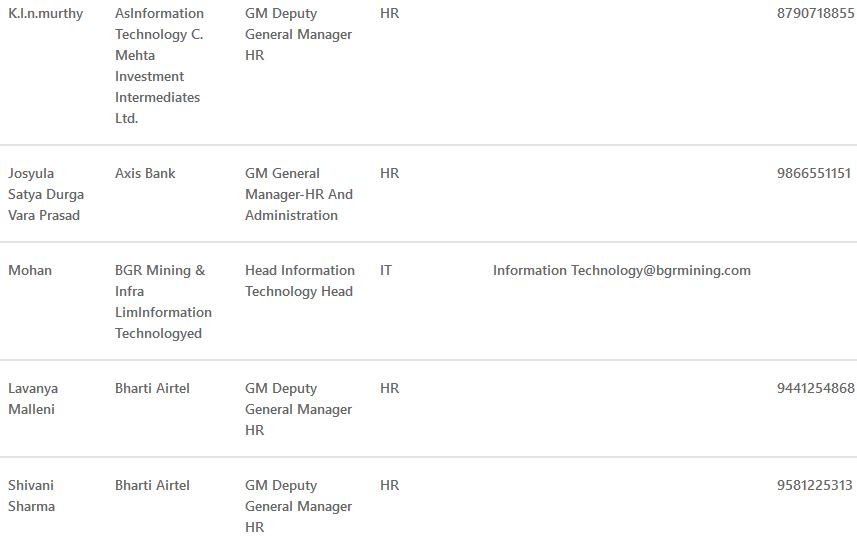 K.l.n.murthy AsInformation GM Deputy HR 8790718855
Technology C. General Manager
Mehta HR
Investment
Intermediates
Ltd.
Josyula Axis Bank GM General HR 9866551151
Satya Durga Manager-HR And
Vara Prasad Administration
Mohan BGR Mining & Head Information IT Information Technology@bgrmining.com
Infra Technology Head
LimInformation
Technologyed
Lavanya Bharti Airtel GM Deputy HR 9441254868
Malleni General Manager
HR
Shivani Bharti Airtel GM Deputy HR 9581225313
Sharma General Manager
HR